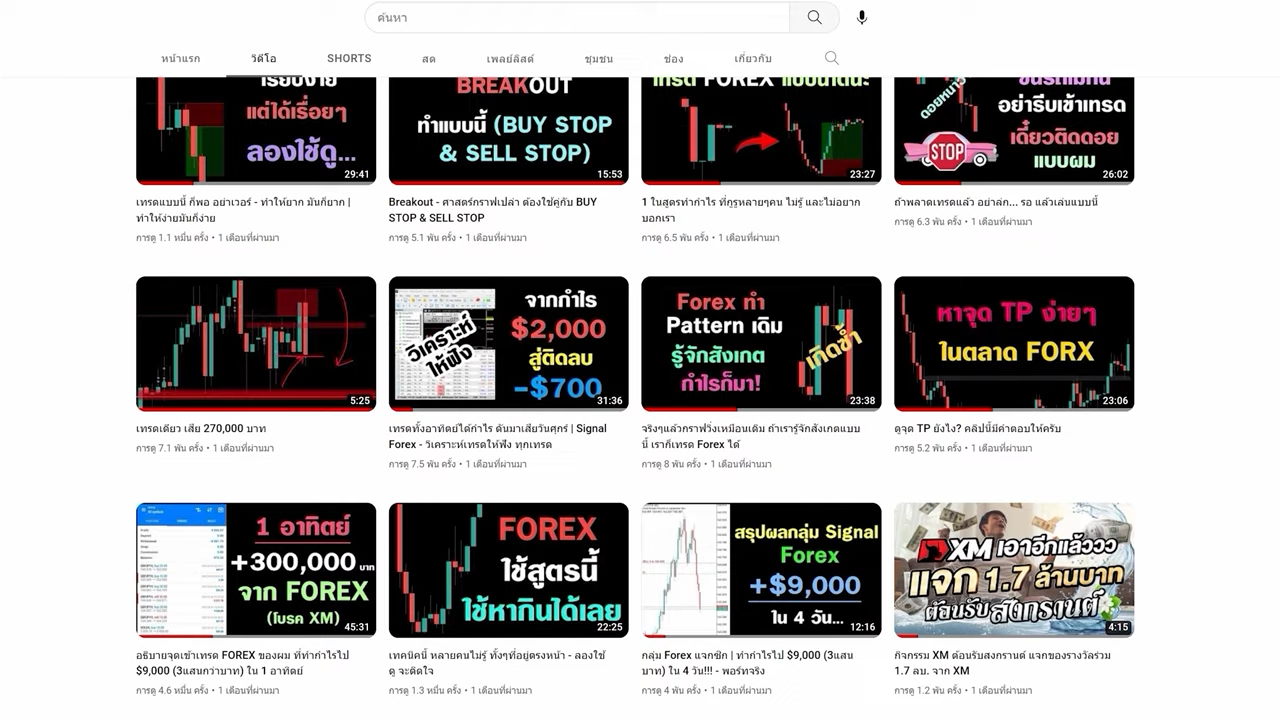 ค้นหา
หน้าแรก วิดีโอ SHORTS สด เพลย์ลิสต์ ชุมชน ช่อง เกี่ยวกับ
เรียบง่าย
แต่ได้เรื่อยๆ
ลองใช้ดู...
29:41
BREAKOUT
ทำแบบนี้ (BUY STOP
& SELL STOP)
15:53
เทรด FOREX แบบนี้ได้นะ
23:27
ขึ้นรถไม่ทัน
อย่ารีบเข้าเทรด
เดี๋ยวติดดอย
แบบผม
ดอยหนาว
STOP
26:02
เทรดแบบนี้ ก็พอ อย่าเวอร์ - ทำให้ยาก มันก็ยาก |
ทำให้ง่ายมันก็ง่าย
การดู 1.1 หมื่น ครั้ง • 1 เดือนที่ผ่านมา
Breakout - ศาสตร์กราฟเปล่า ต้องใช้คู่กับ BUY
STOP & SELL STOP
การดู 5.1 พัน ครั้ง • 1 เดือนที่ผ่านมา
1 ในสูตรทำกำไร ที่กูรูหลายๆคน ไม่รู้ และไม่อยาก
บอกเรา
การดู 6.5 พัน ครั้ง • 1 เดือนที่ผ่านมา
ถ้าพลาดเทรดแล้ว อย่าล่ก... รอ แล้วเล่นแบบนี้
การดู 6.3 พัน ครั้ง • 1 เดือนที่ผ่านมา
5:25
วิเคราะห์
ให้ฟัง
จากกำไร
$2,000
สู่ติดลบ
-$700
31:36
Forex ทำ
Pattern เดิม
รู้จักสังเกต
กำไรก็มา!
เกิดซ้ำ
23:38
หาจุด TP ง่ายๆ
ในตลาด FORX
23:06
เทรดเดียว เสีย 270,000 บาท
การดู 7.1 พัน ครั้ง • 1 เดือนที่ผ่านมา
เทรดทั้งอาทิตย์ได้กำไร ดันมาเสียวันศุกร์ | Signal
Forex - วิเคราะห์เทรดให้ฟัง ทุกเทรด
การดู 7.5 พัน ครั้ง • 1 เดือนที่ผ่านมา
จริงๆแล้วกราฟวิ่งเหมือนเดิม ถ้าเรารู้จักสังเกตแบบ
นี้ เราก็เทรด Forex ได้
การดู 8 พัน ครั้ง • 1 เดือนที่ผ่านมา
ดูจุด TP ยังไง? คลิปนี้มีคำตอบให้ครับ
การดู 5.2 พัน ครั้ง • 1 เดือนที่ผ่านมา
1 อาทิตย์
+300,000 บาท
จาก FOREX
(โบรค XM)
45:31
FOREX
ใช้สูตรนี้
ใช้หากินได้เลย
22:25
สรุปผลกลุ่ม Signal
Forex
+$9,000
ใน 4 วัน...
12:16
XM เอาอีกแล้ววว
แจก 1.7 ล้านบาท
ต้อนรับ สงกรานต์
4:15
อธิบายจุดเข้าเทรด FOREX ของผม ที่ทำกำไรไป
$9,000 (3แสนกว่าบาท) ใน 1 อาทิตย์
การดู 4.6 หมื่น ครั้ง • 1 เดือนที่ผ่านมา
เทคนิคนี้ หลายคนไม่รู้ ทั้งๆที่อยู่ตรงหน้า - ลองใช้
ดู จะติดใจ
การดู 1.3 หมื่น ครั้ง • 1 เดือนที่ผ่านมา
กลุ่ม Forex แจกซิก | ทำกำไรไป $9,000 (3แสน
บาท) ใน 4 วัน!!! - พอร์ทจริง
การดู 4 พัน ครั้ง • 1 เดือนที่ผ่านมา
กิจกรรม XM ต้อนรับสงกรานต์ แจกของรางวัลร่วม
1.7 ลบ. จาก XM
การดู 1.2 พัน ครั้ง • 1 เดือนที่ผ่านมา